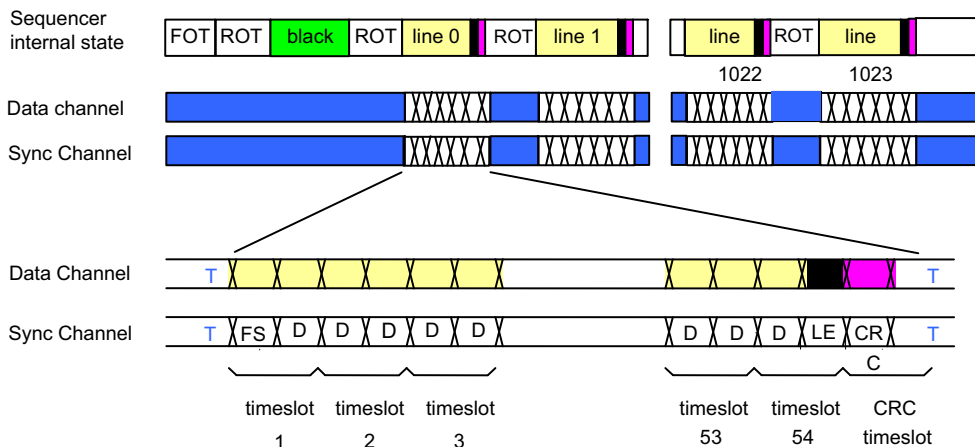 Sequencer
internal state
FOT ROT black ROT line 0 ROT line 1 line ROT line
1022 1023
Data channel
Sync Channel
Data Channel T T
Sync Channel T FS D D D D D D D D LE CR T
C
timeslot timeslot timeslot timeslot timeslot CRC
1 2 3 53 54 timeslot